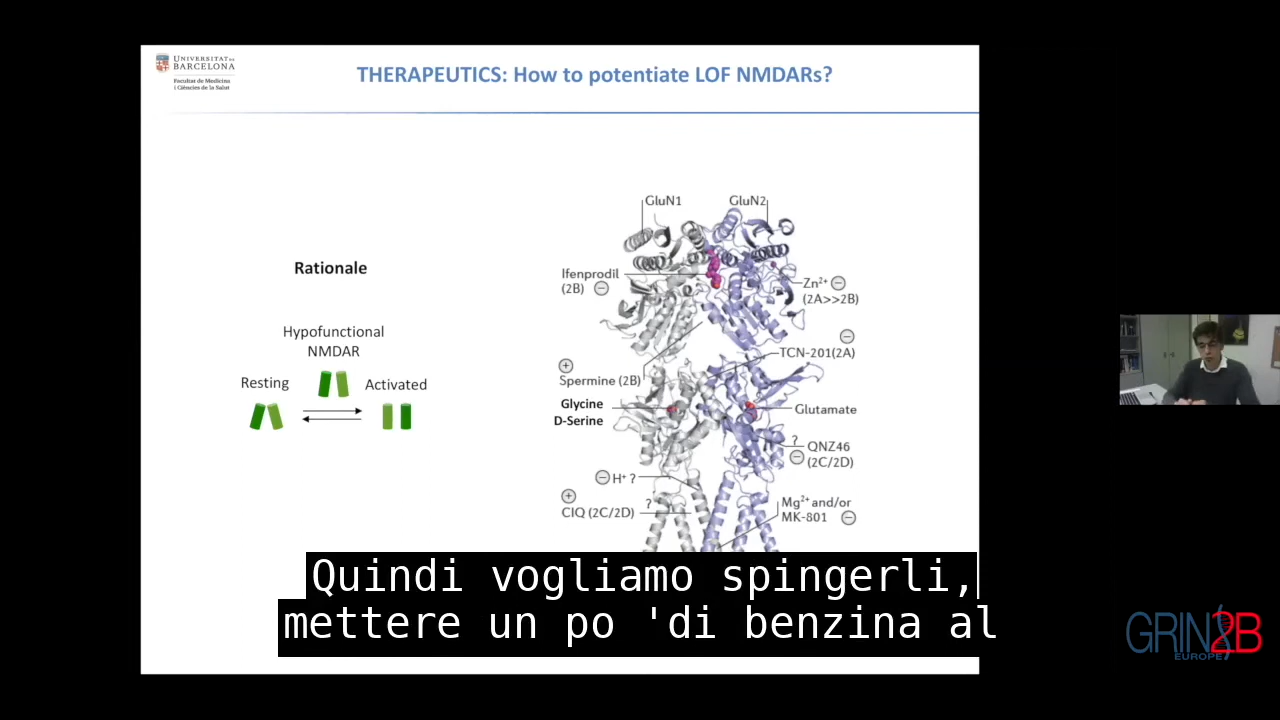 UNIVERSITAT DE
BARCELONA
Facultat de Medicina
i Ciències de la Salut
THERAPEUTICS: How to potentiate LOF NMDARs?
Rationale
Hypofunctional
NMDAR
Resting
Activated
GluN1
GluN2
Ifenprodil
(2B) −
Zn²⁺ −
(2A>>2B)
−
TCN-201(2A)
+
Spermine (2B)
Glycine
D-Serine
Glutamate
?
QNZ46
− (2C/2D)
− H⁺ ?
+
?
CIQ (2C/2D)
Mg²⁺ and/or
MK-801 −
Quindi vogliamo spingerli,
mettere un po 'di benzina al
GRIN2B
EUROPE